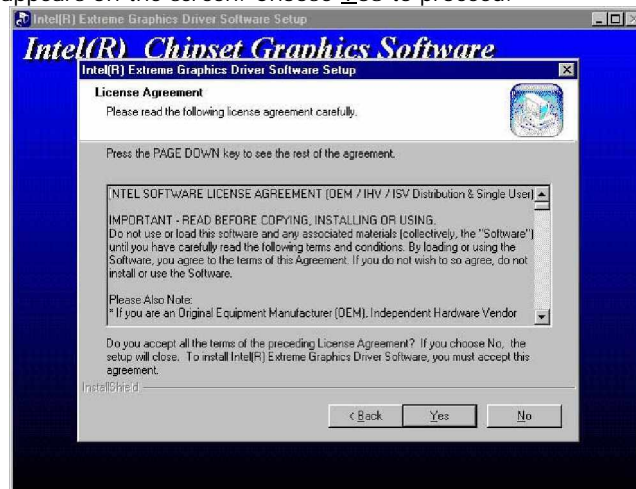 appears on the screen. Choose Yes to proceed.
Intel(R) Extreme Graphics Driver Software Setup
Intel(R) Chipset Graphics Software
Intel(R) Extreme Graphics Driver Software Setup
License Agreement
Please read the following license agreement carefully.
Press the PAGE DOWN key to see the rest of the agreement.
INTEL SOFTWARE LICENSE AGREEMENT (OEM / IHV / ISV Distribution & Single User)
IMPORTANT - READ BEFORE COPYING, INSTALLING OR USING.
Do not use or load this software and any associated materials (collectively, the "Software")
until you have carefully read the following terms and conditions. By loading or using the
Software, you agree to the terms of this Agreement. If you do not wish to so agree, do not
install or use the Software.
Please Also Note:
* If you are an Original Equipment Manufacturer (OEM), Independent Hardware Vendor
Do you accept all the terms of the preceding License Agreement? If you choose No, the
setup will close. To install Intel(R) Extreme Graphics Driver Software, you must accept this
agreement.
InstallShield
< Back
Yes
No